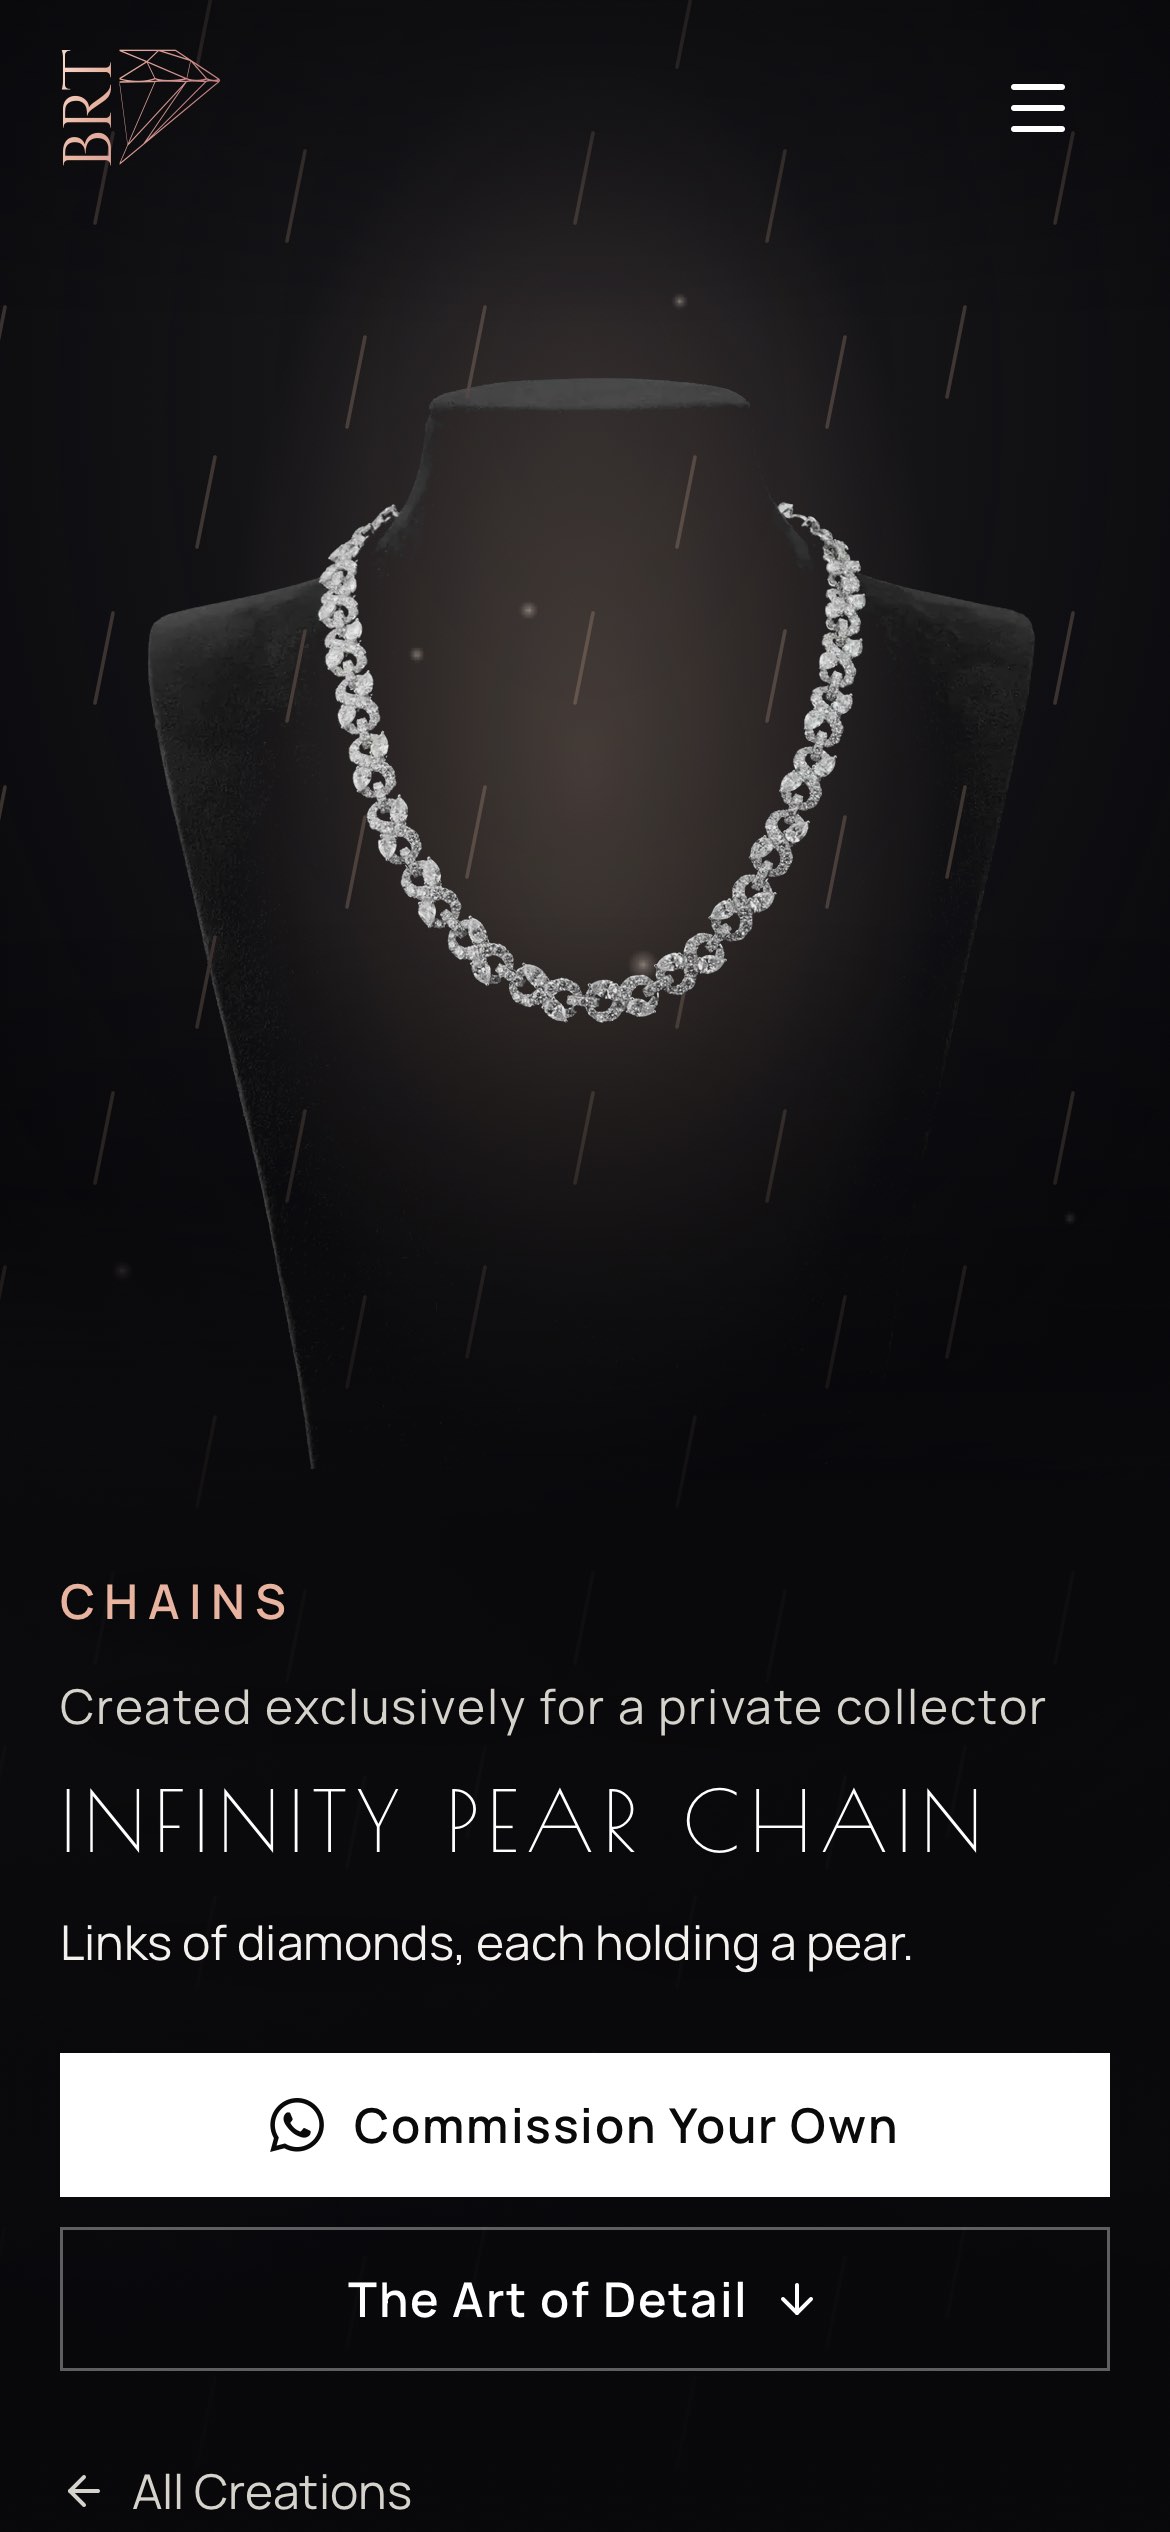 BRT
CHAINS
Created exclusively for a private collector
INFINITY PEAR CHAIN
Links of diamonds, each holding a pear.
Commission Your Own
The Art of Detail ↓
← All Creations